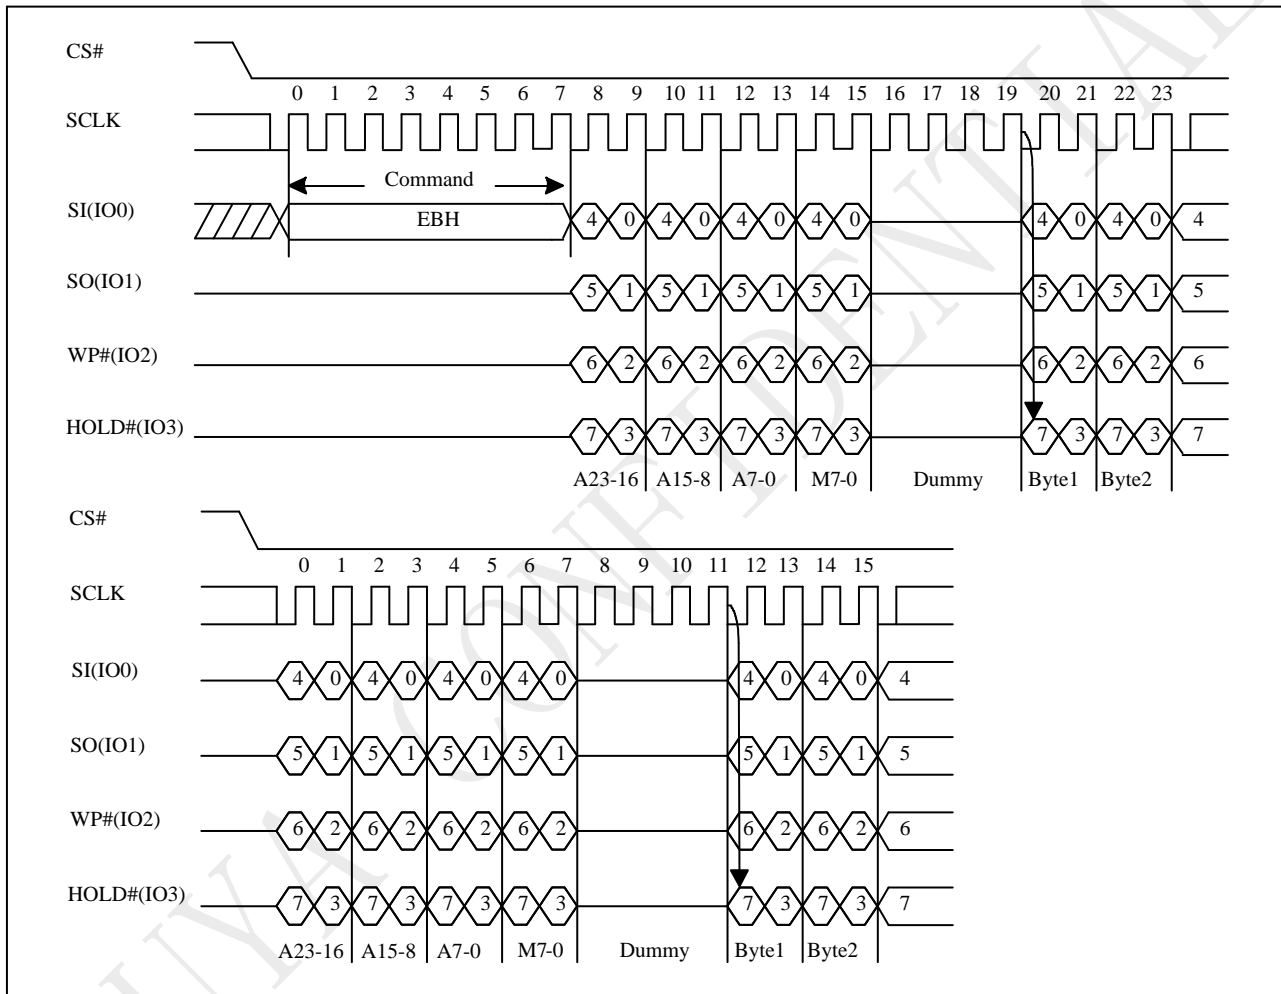 CS#
0 1 2 3 4 5 6 7 8 9 10 11 12 13 14 15 16 17 18 19 20 21 22 23
SCLK
Command
SI(IO0) EBH 4 0 4 0 4 0 4 0 4 0 4 0 4
SO(IO1) 5 1 5 1 5 1 5 1 5 1 5 1 5
WP#(IO2) 6 2 6 2 6 2 6 2 6 2 6 2 6
HOLD#(IO3) 7 3 7 3 7 3 7 3 7 3 7 3 7
A23-16 A15-8 A7-0 M7-0 Dummy Byte1 Byte2
CS#
0 1 2 3 4 5 6 7 8 9 10 11 12 13 14 15
SCLK
SI(IO0) 4 0 4 0 4 0 4 0 4 0 4 0 4
SO(IO1) 5 1 5 1 5 1 5 1 5 1 5 1 5
WP#(IO2) 6 2 6 2 6 2 6 2 6 2 6 2 6
HOLD#(IO3) 7 3 7 3 7 3 7 3 7 3 7 3 7
A23-16 A15-8 A7-0 M7-0 Dummy Byte1 Byte2
UYA CONFIDENTIAL